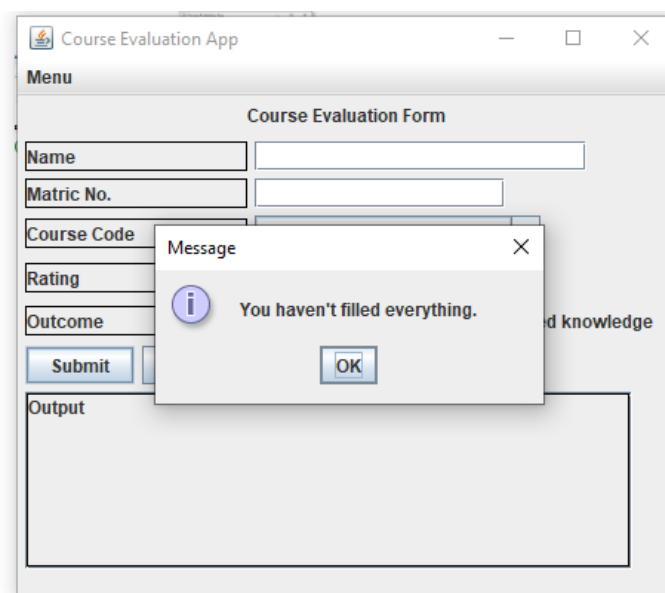 Course Evaluation App
Menu
Course Evaluation Form
Name
Matric No.
Course Code
Message
Rating
You haven't filled everything.
Outcome
knowledge
Submit
OK
Output